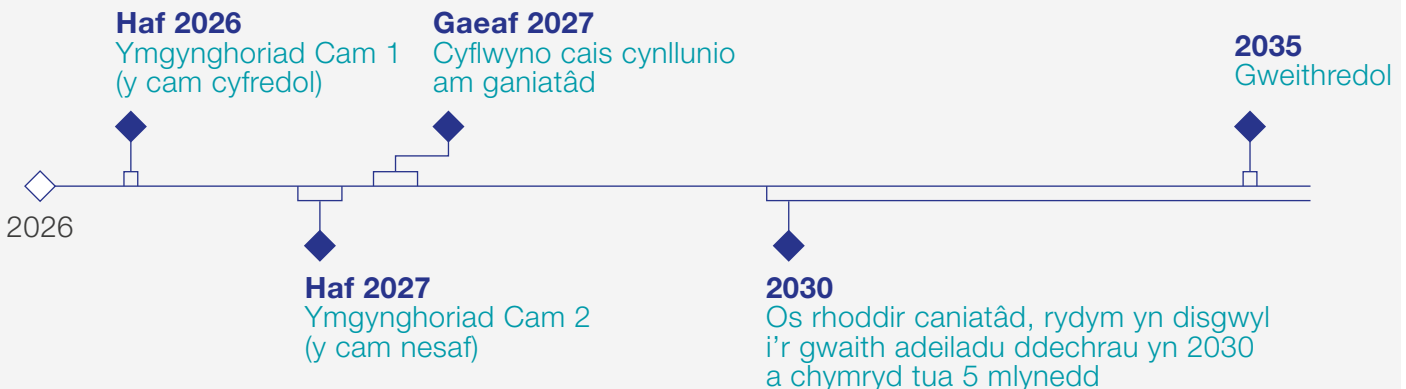 Haf 2026
Ymgynghoriad Cam 1
(y cam cyfredol)
Gaeaf 2027
Cyflwyno cais cynllunio
am ganiatâd
2035
Gweithredol
2026
Haf 2027
Ymgynghoriad Cam 2
(y cam nesaf)
2030
Os rhoddir caniatâd, rydym yn disgwyl
i'r gwaith adeiladu ddechrau yn 2030
a chymryd tua 5 mlynedd